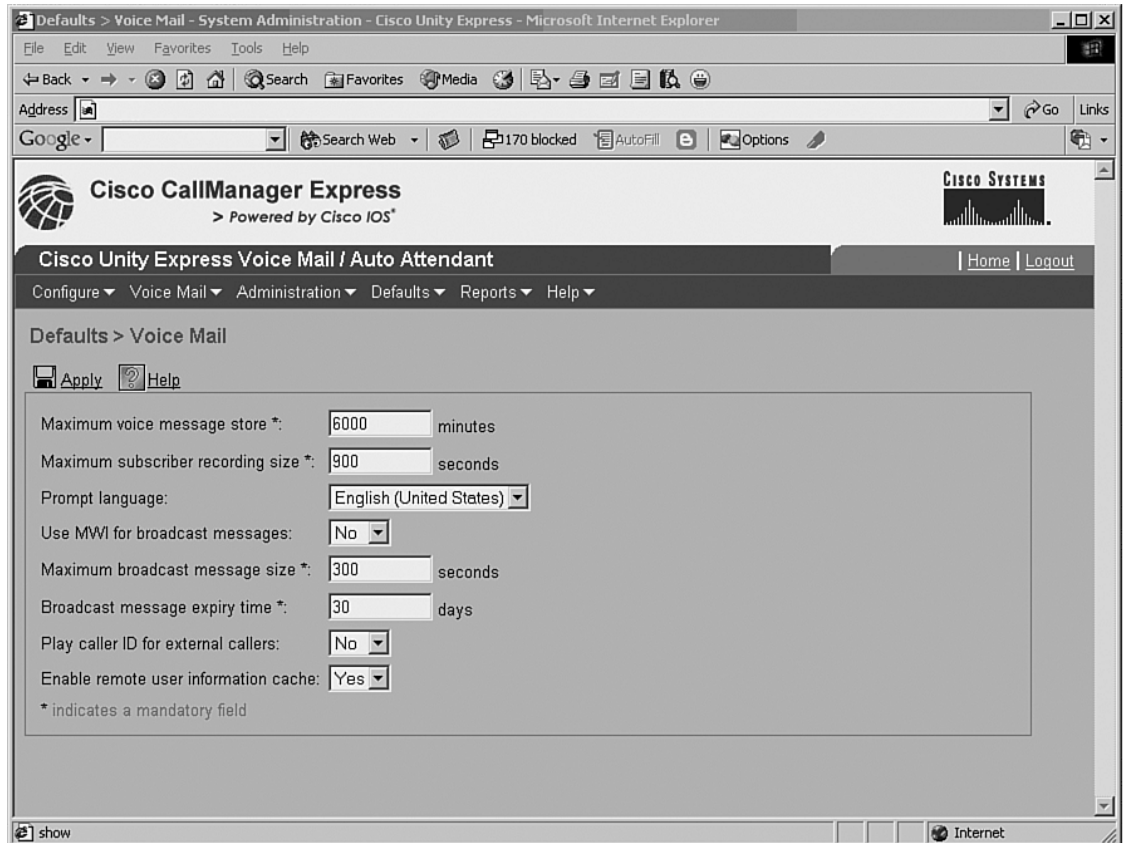 Defaults > Voice Mail - System Administration - Cisco Unity Express - Microsoft Internet Explorer
File Edit View Favorites Tools Help
Back Search Favorites Media
Address Go Links
Google Search Web 170 blocked AutoFill Options
Cisco CallManager Express
> Powered by Cisco IOS®
CISCO SYSTEMS
Cisco Unity Express Voice Mail / Auto Attendant
| Home | Logout
Configure Voice Mail Administration Defaults Reports Help
Defaults > Voice Mail
Apply ? Help
Maximum voice message store *: 6000 minutes
Maximum subscriber recording size *: 900 seconds
Prompt language: English (United States)
Use MWI for broadcast messages: No
Maximum broadcast message size *: 300 seconds
Broadcast message expiry time *: 30 days
Play caller ID for external callers: No
Enable remote user information cache: Yes
* indicates a mandatory field
show Internet